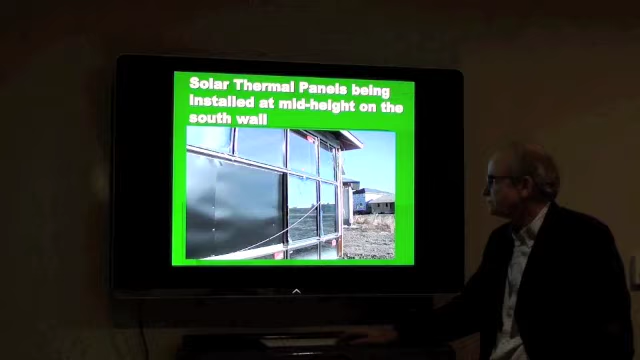 Solar Thermal Panels being
installed at mid-height on the
south wall